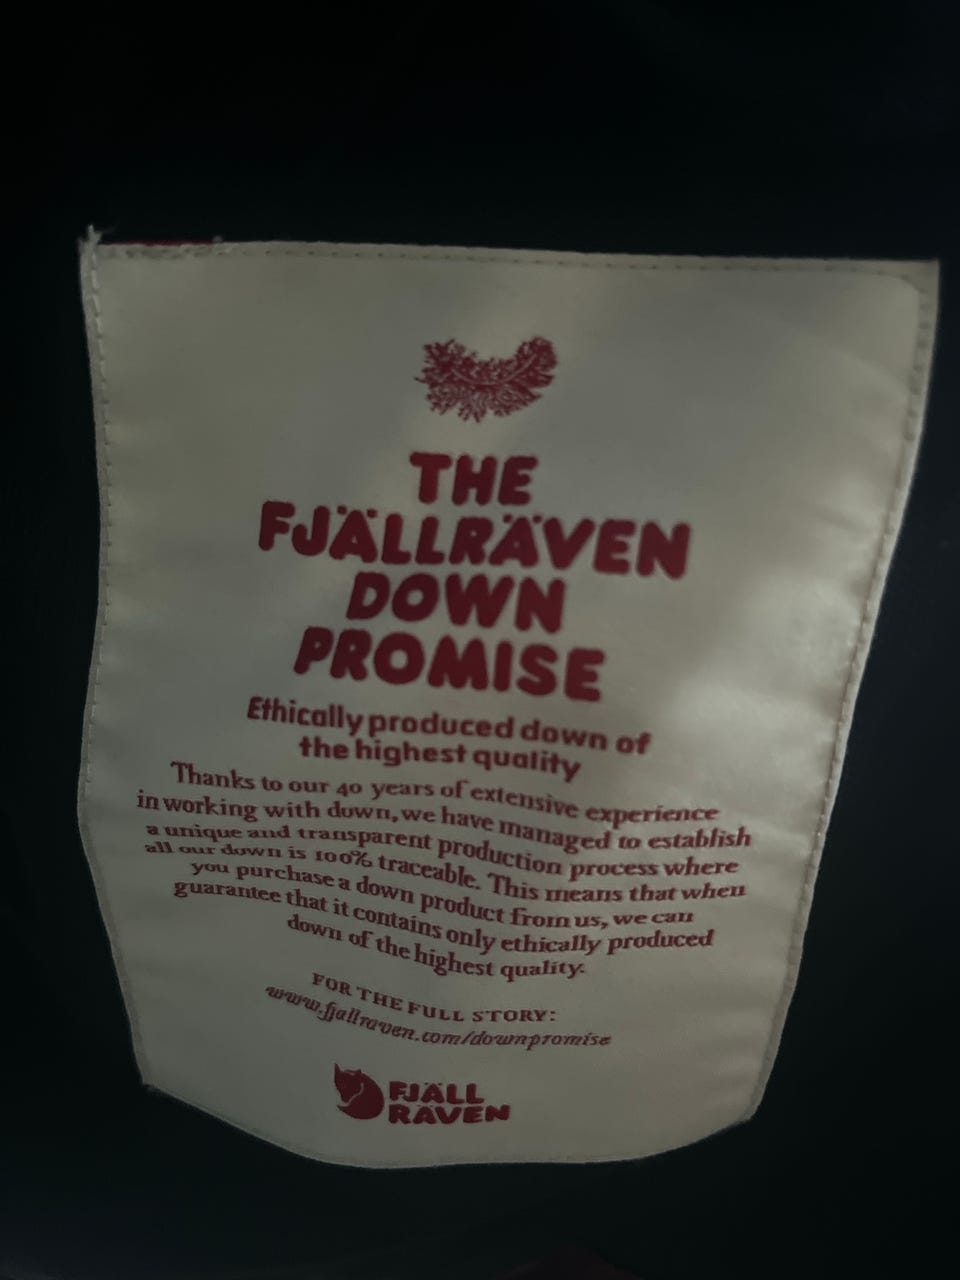 THE
FJÄLLRÄVEN
DOWN
PROMISE
Ethically produced down of
the highest quality
Thanks to our 40 years of extensive experience
in working with down, we have managed to establish
a unique and transparent production process where
all our down is 100% traceable. This means that when
you purchase a down product from us, we can
guarantee that it contains only ethically produced
down of the highest quality.
FOR THE FULL STORY:
www.fjallraven.com/downpromise
FJÄLL
RÄVEN